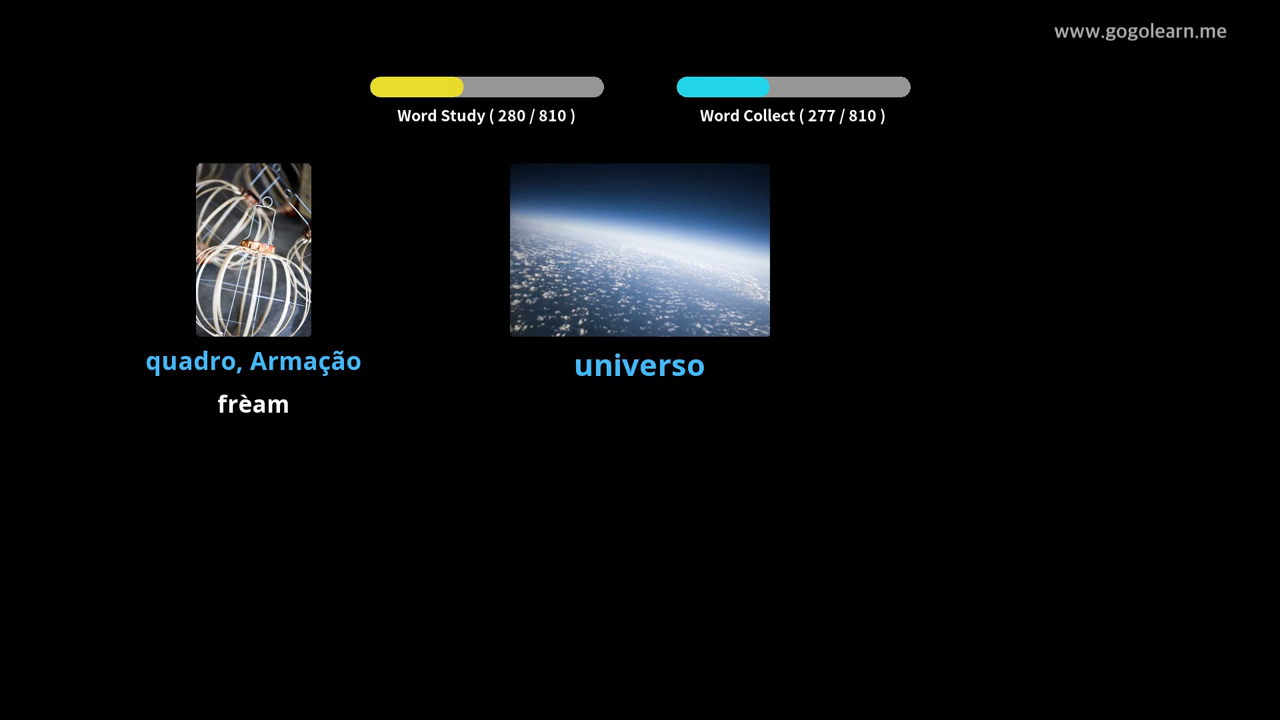 www.gogolearn.me
Word Study ( 280 / 810 )
Word Collect ( 277 / 810 )
quadro, Armação
frèam
universo